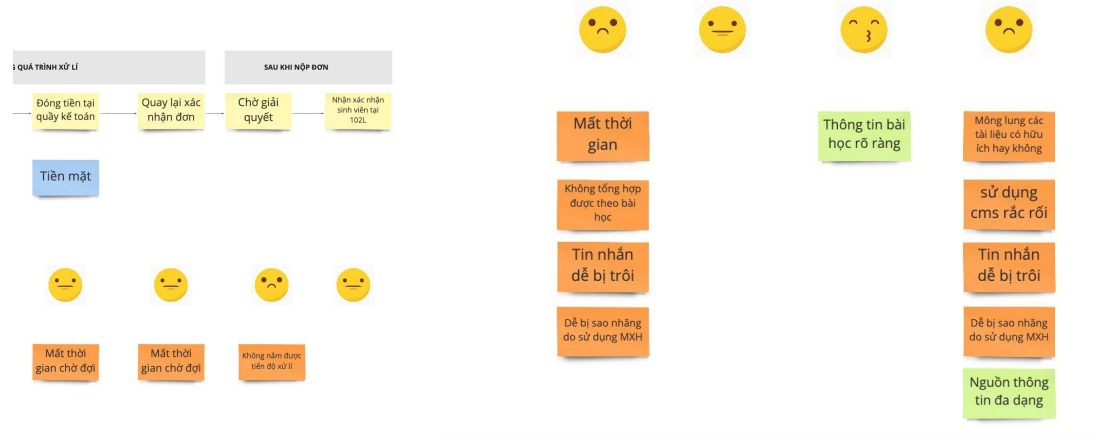 G QUÁ TRÌNH XỬ LÍ
SAU KHI NỘP ĐƠN
Đóng tiền tại
quầy kế toán
Quay lại xác
nhận đơn
Chờ giải
quyết
Nhận xác nhận
sinh viên tại
102L
Tiền mặt
Mất thời
gian chờ đợi
Mất thời
gian chờ đợi
Không nắm được
tiến độ xử lí
Mất thời
gian
Không tổng hợp
được theo bài
học
Tin nhắn
dễ bị trôi
Dễ bị sao nhãng
do sử dụng MXH
Thông tin bài
học rõ ràng
Mông lung các
tài liệu có hữu
ích hay không
sử dụng
cms rắc rối
Tin nhắn
dễ bị trôi
Dễ bị sao nhãng
do sử dụng MXH
Nguồn thông
tin đa dạng